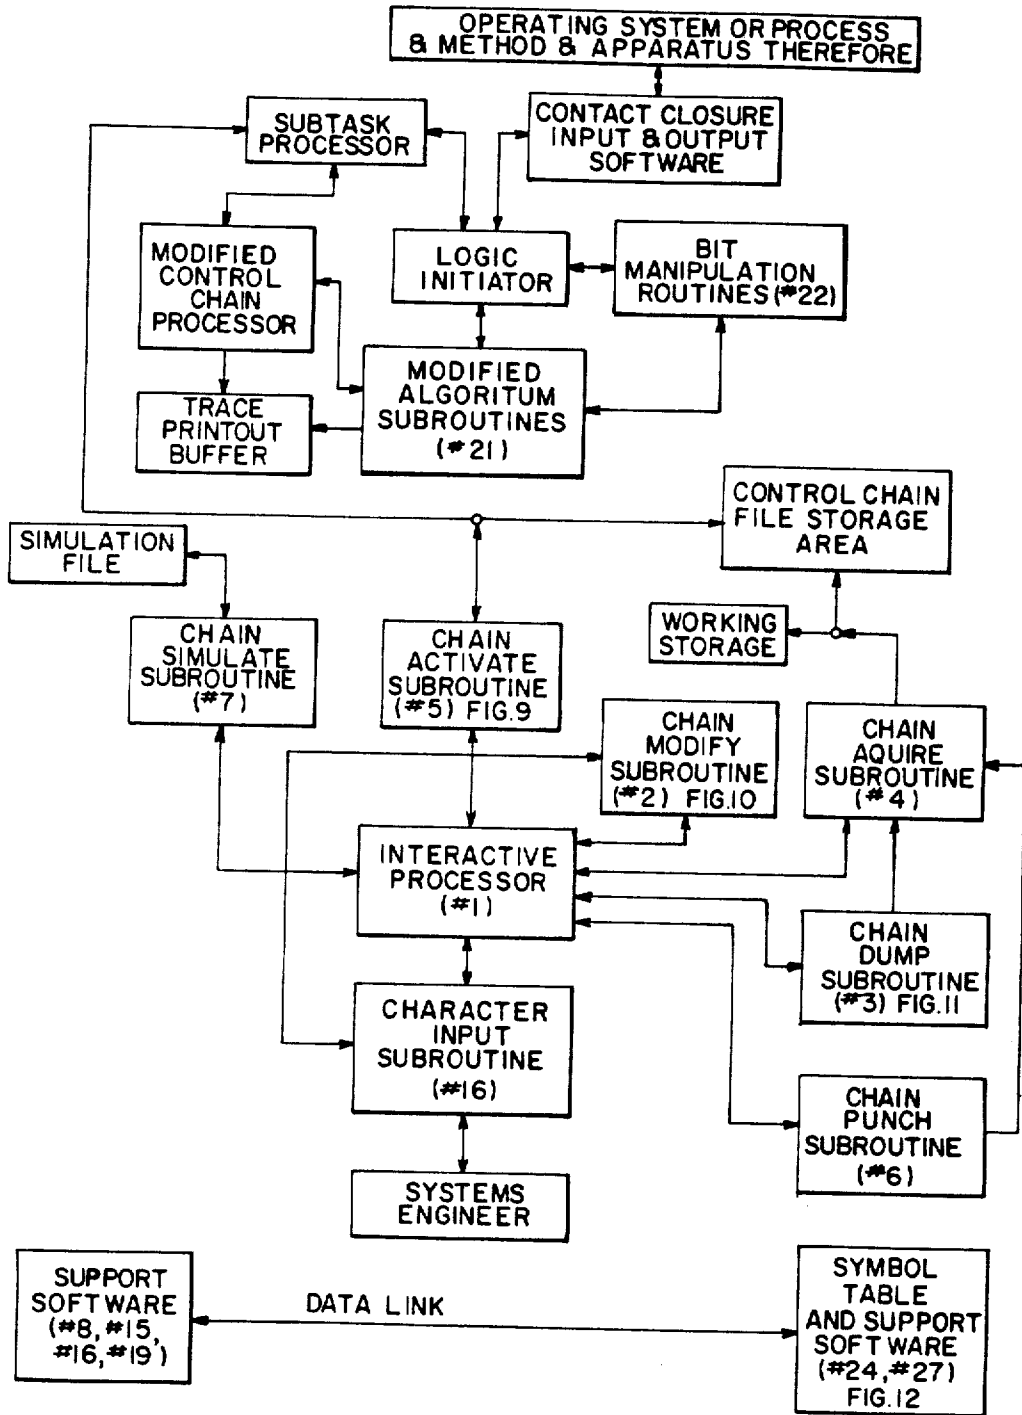 OPERATING SYSTEM OR PROCESS
& METHOD & APPARATUS THEREFORE
CONTACT CLOSURE
INPUT & OUTPUT
SOFTWARE
SUBTASK
PROCESSOR
MODIFIED
CONTROL
CHAIN
PROCESSOR
LOGIC
INITIATOR
BIT
MANIPULATION
ROUTINES (#22)
TRACE
PRINTOUT
BUFFER
MODIFIED
ALGORITUM
SUBROUTINES
(#21)
CONTROL CHAIN
FILE STORAGE
AREA
SIMULATION
FILE
CHAIN
SIMULATE
SUBROUTINE
(#7)
CHAIN
ACTIVATE
SUBROUTINE
(#5) FIG.9
WORKING
STORAGE
CHAIN
MODIFY
SUBROUTINE
(#2) FIG.10
CHAIN
AQUIRE
SUBROUTINE
(#4)
INTERACTIVE
PROCESSOR
(#1)
CHAIN
DUMP
SUBROUTINE
(#3) FIG.11
CHARACTER
INPUT
SUBROUTINE
(#16)
CHAIN
PUNCH
SUBROUTINE
(#6)
SYSTEMS
ENGINEER
SUPPORT
SOFTWARE
(#8, #15,
#16, #19)
DATA LINK
SYMBOL
TABLE
AND SUPPORT
SOFTWARE
(#24, #27)
FIG.12